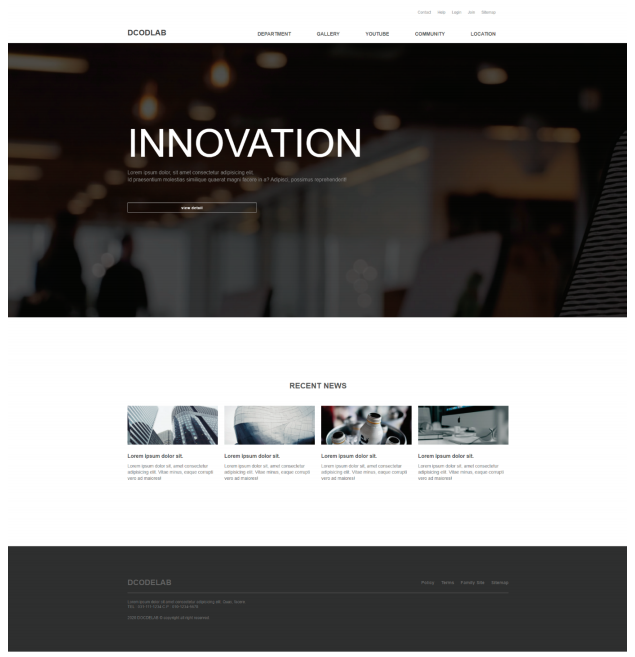 Contact Help Login Join Sitemap
DCODLAB
DEPARTMENT GALLERY YOUTUBE COMMUNITY LOCATION
INNOVATION
Lorem ipsum dolor, sit amet consectetur adipisicing elit.
Id praesentium molestias similique quaerat magni facere in a? Adipisci, possimus reprehenderit!
view detail
RECENT NEWS
Lorem ipsum dolor sit.
Lorem ipsum dolor sit, amet consectetur
adipisicing elit. Vitae minus, eaque corrupti
vero ad maiores!
Lorem ipsum dolor sit.
Lorem ipsum dolor sit, amet consectetur
adipisicing elit. Vitae minus, eaque corrupti
vero ad maiores!
Lorem ipsum dolor sit.
Lorem ipsum dolor sit, amet consectetur
adipisicing elit. Vitae minus, eaque corrupti
vero ad maiores!
Lorem ipsum dolor sit.
Lorem ipsum dolor sit, amet consectetur
adipisicing elit. Vitae minus, eaque corrupti
vero ad maiores!
DCODELAB
Policy Terms Family Site Sitemap
Lorem ipsum dolor sit amet consectetur adipisicing elit.
DCODELAB © copyright all right reserved.